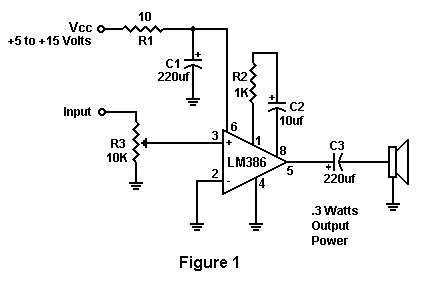 Vcc
+5 to +15 Volts
10
R1
+
C1
220uf
R2
1K
+
C2
10uf
Input
R3
10K
3
6
1
+
LM386
8
2
-
4
5
C3
+
220uf
.3 Watts
Output
Power
Figure 1